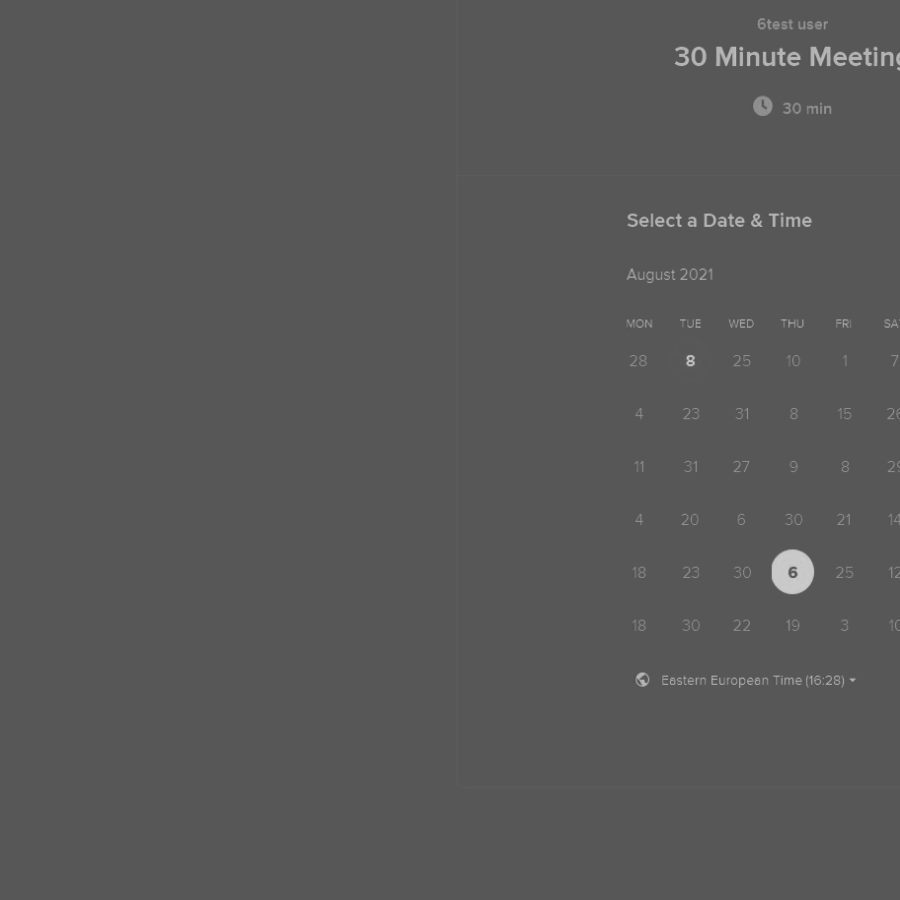 6test user
30 Minute Meeting
30 min
Select a Date & Time
August 2021
MON TUE WED THU FRI
28 8 25 10 1 7
4 23 31 8 15 26
11 31 27 9 8 29
4 20 6 30 21 14
18 23 30 6 25 12
18 30 22 19 3 10
Eastern European Time (16:28)